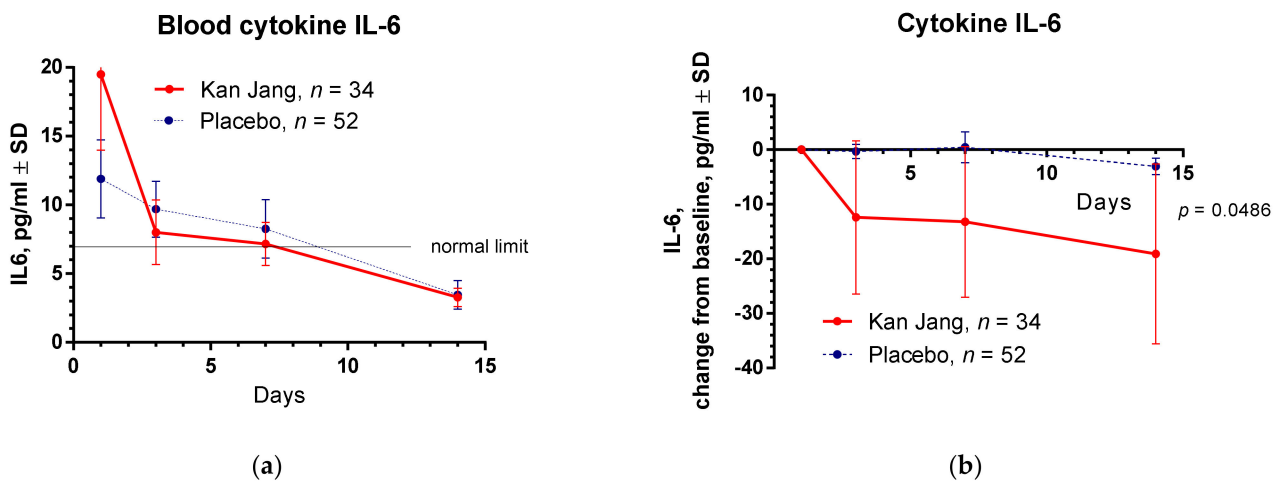 Blood cytokine IL-6
IL6, pg/ml ± SD
20
15
10
5
0
0 5 10 15
Days
Kan Jang, n = 34
Placebo, n = 52
normal limit
(a)
Cytokine IL-6
IL-6,
change from baseline, pg/ml ± SD
10
0
-10
-20
-30
-40
5 10 15
Days
p = 0.0486
Kan Jang, n = 34
Placebo, n = 52
(b)